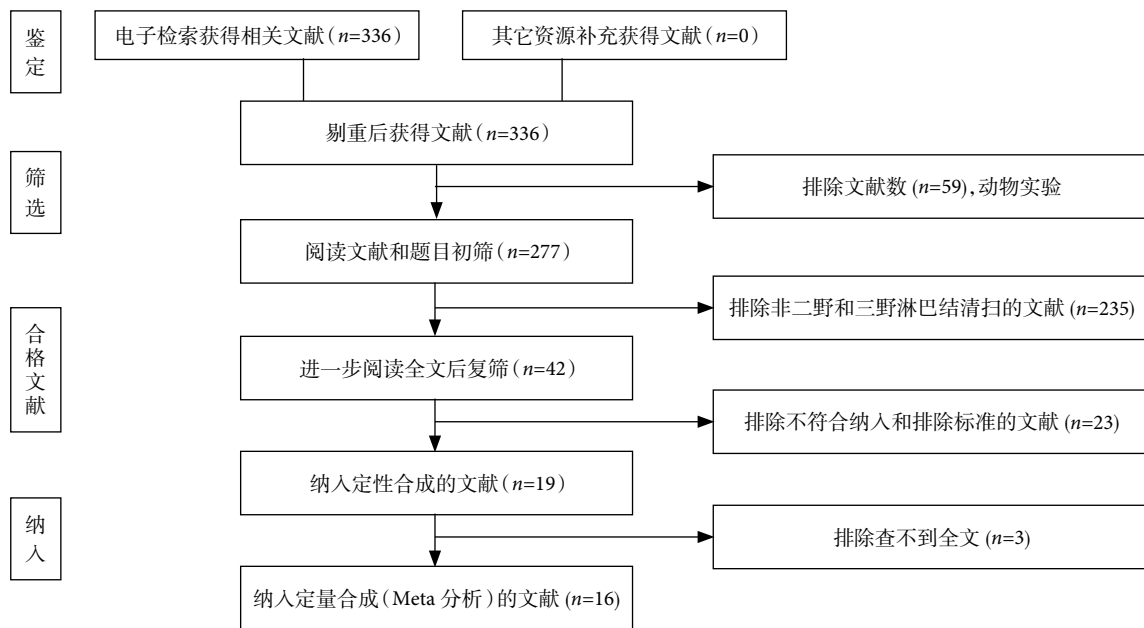 鉴定
电子检索获得相关文献(n=336)
其它资源补充获得文献(n=0)
剔重后获得文献(n=336)
筛选
排除文献数 (n=59),动物实验
阅读文献和题目初筛(n=277)
排除非二野和三野淋巴结清扫的文献 (n=235)
合格文献
进一步阅读全文后复筛(n=42)
排除不符合纳入和排除标准的文献 (n=23)
纳入定性合成的文献(n=19)
纳入
排除查不到全文 (n=3)
纳入定量合成(Meta 分析)的文献 (n=16)